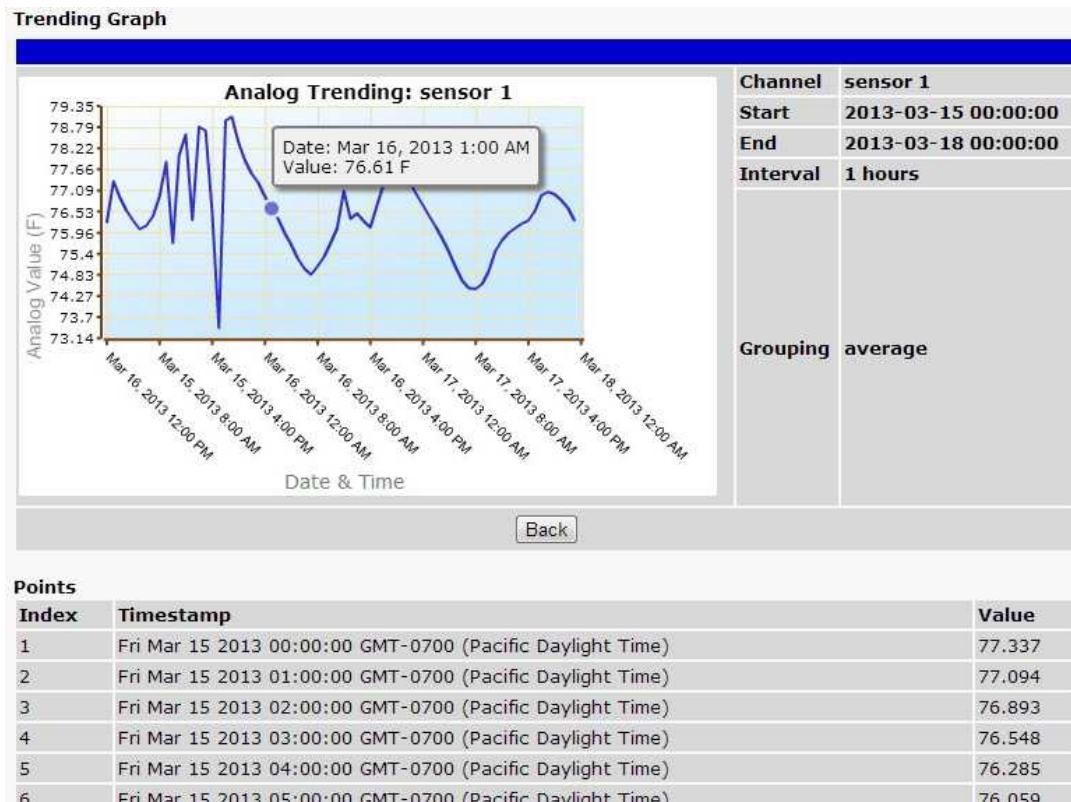 Trending Graph
Analog Trending: sensor 1
79.35
78.79
78.22
77.66
77.09
76.53
75.96
75.4
74.83
74.27
73.7
73.14
Analog Value (F)
Date: Mar 16, 2013 1:00 AM
Value: 76.61 F
Mar 16, 2013 12:00 PM
Mar 15, 2013 8:00 AM
Mar 15, 2013 4:00 PM
Mar 16, 2013 12:00 AM
Mar 16, 2013 8:00 AM
Mar 16, 2013 4:00 PM
Mar 17, 2013 12:00 AM
Mar 17, 2013 8:00 AM
Mar 17, 2013 4:00 PM
Mar 18, 2013 12:00 AM
Date & Time
Channel sensor 1
Start 2013-03-15 00:00:00
End 2013-03-18 00:00:00
Interval 1 hours
Grouping average
Back
Points
Index Timestamp Value
1 Fri Mar 15 2013 00:00:00 GMT-0700 (Pacific Daylight Time) 77.337
2 Fri Mar 15 2013 01:00:00 GMT-0700 (Pacific Daylight Time) 77.094
3 Fri Mar 15 2013 02:00:00 GMT-0700 (Pacific Daylight Time) 76.893
4 Fri Mar 15 2013 03:00:00 GMT-0700 (Pacific Daylight Time) 76.548
5 Fri Mar 15 2013 04:00:00 GMT-0700 (Pacific Daylight Time) 76.285
6 Fri Mar 15 2013 05:00:00 GMT-0700 (Pacific Daylight Time) 76.059